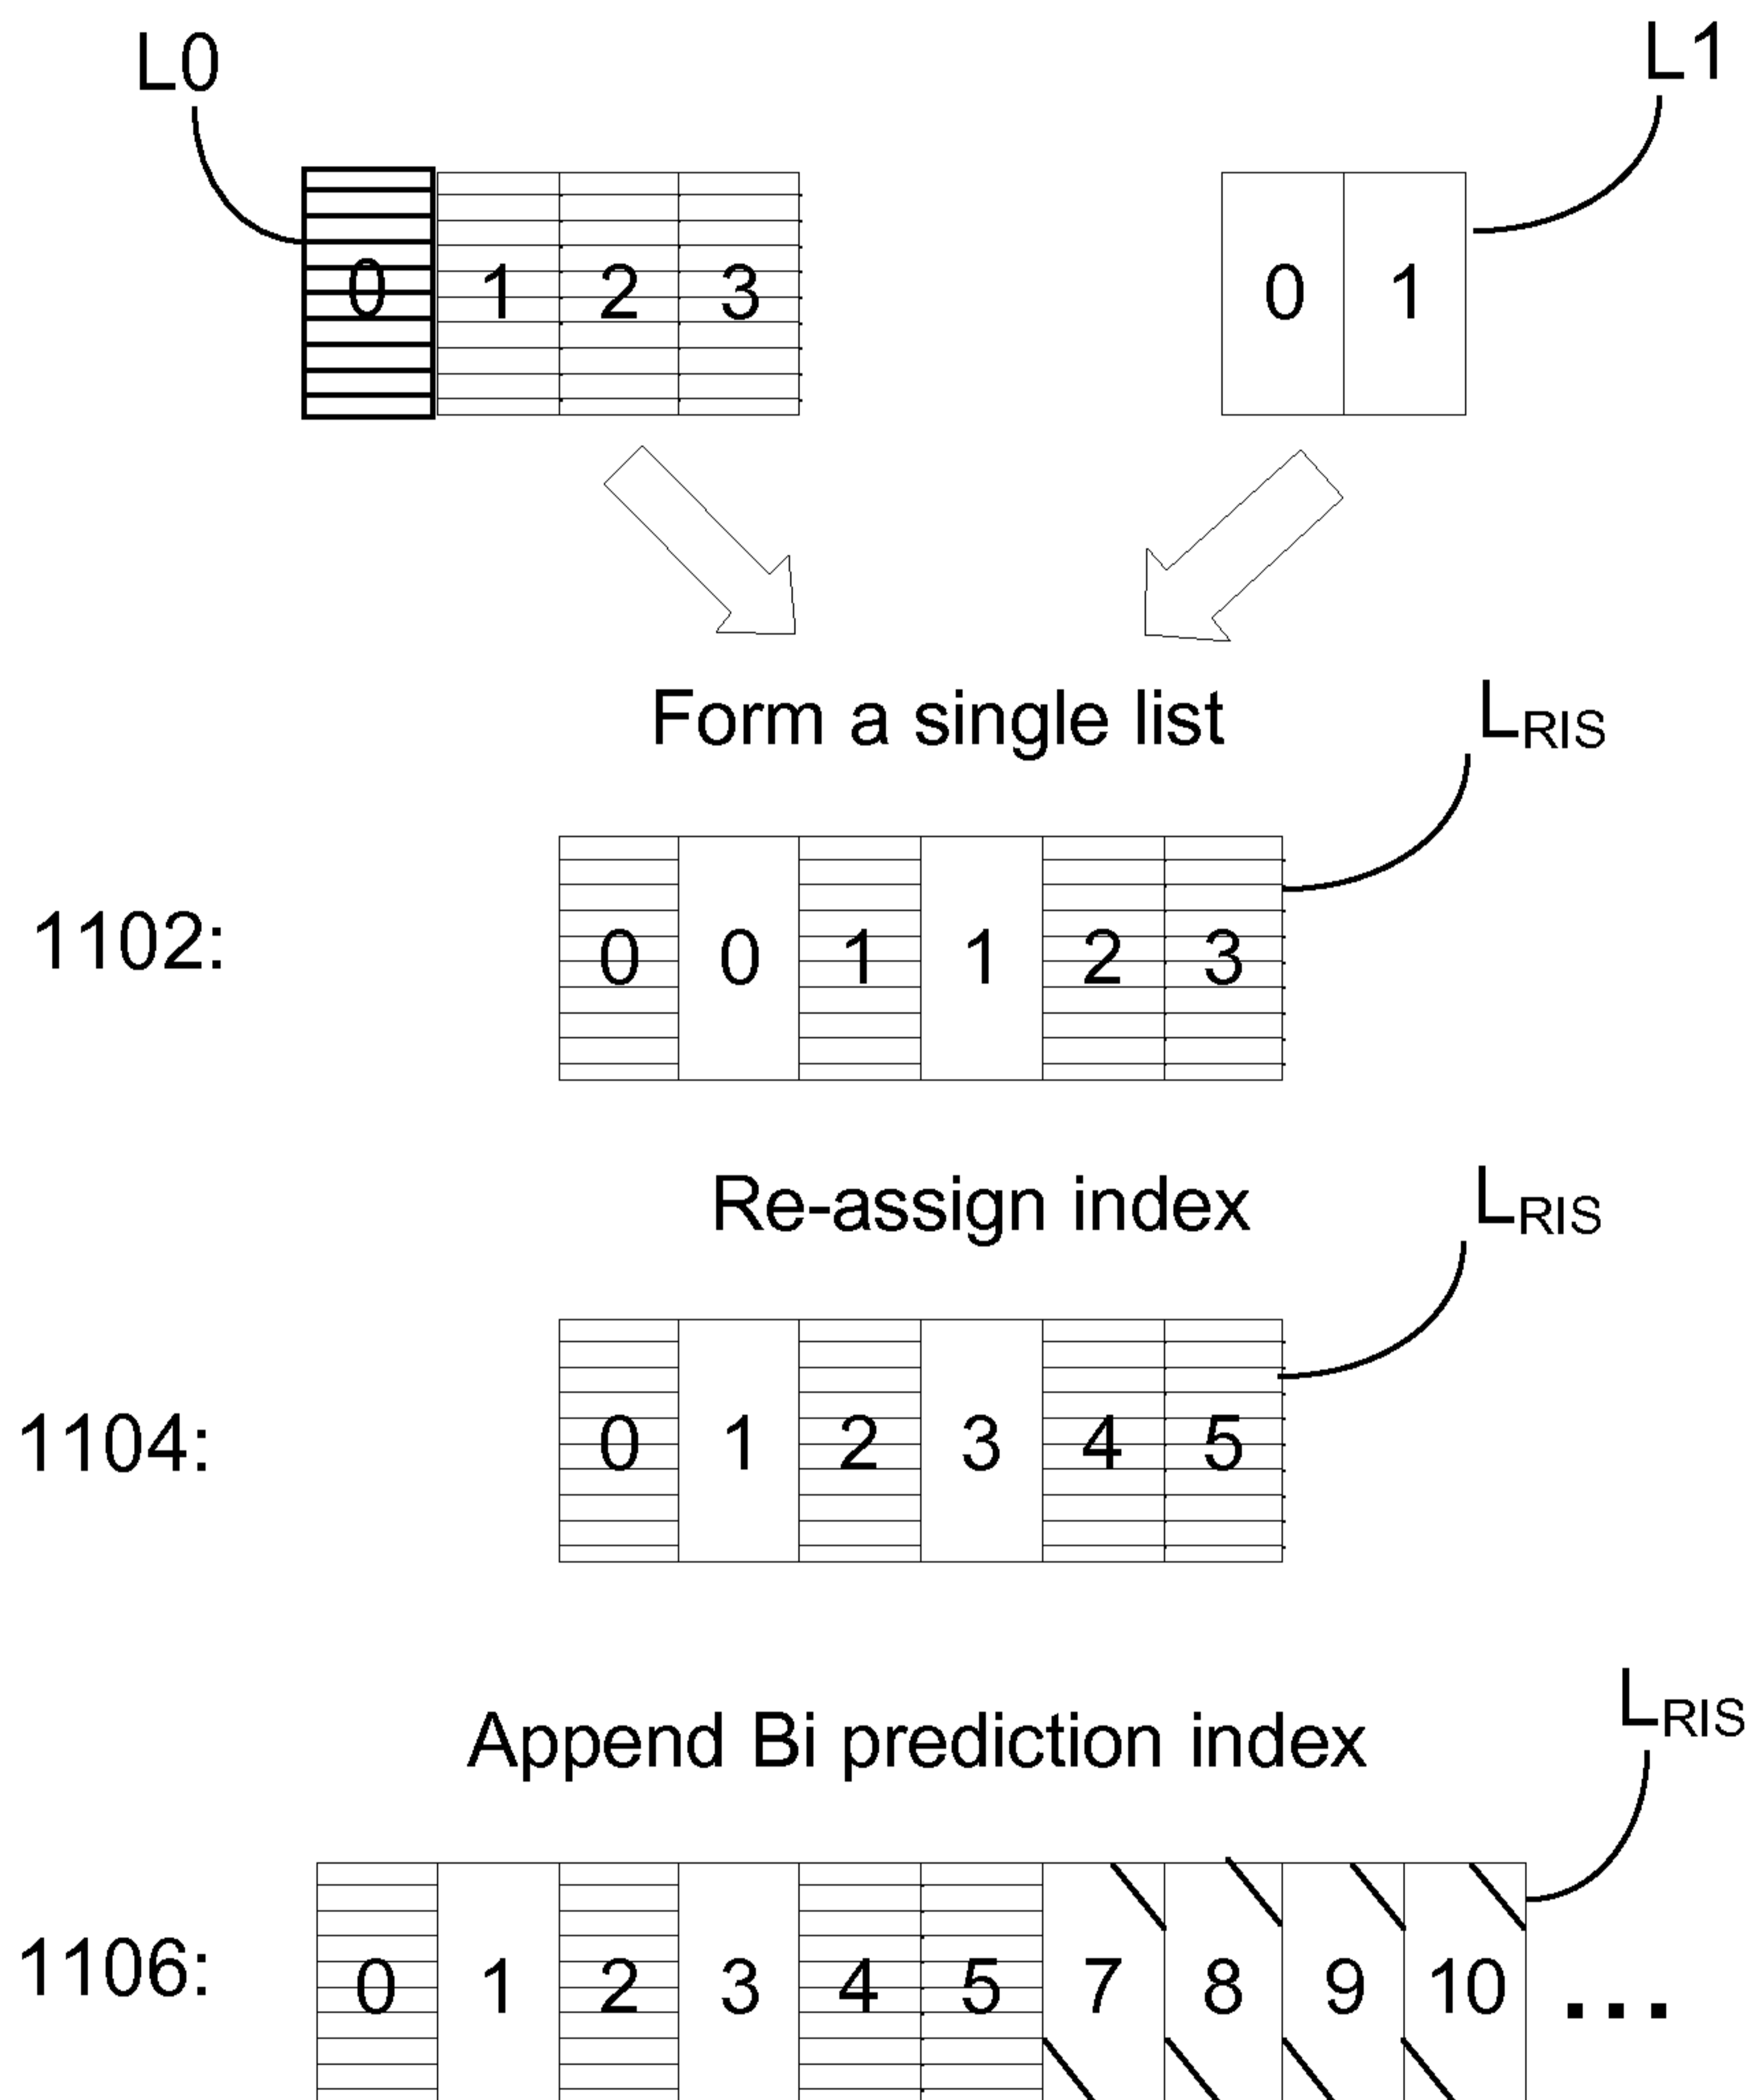 L0 L1
0 1 2 3 0 1
Form a single list LRIS
1102: 0 0 1 1 2 3
Re-assign index LRIS
1104: 0 1 2 3 4 5
LRIS
Append Bi prediction index
1106: 0 1 2 3 4 5 7 8 9 10 ...